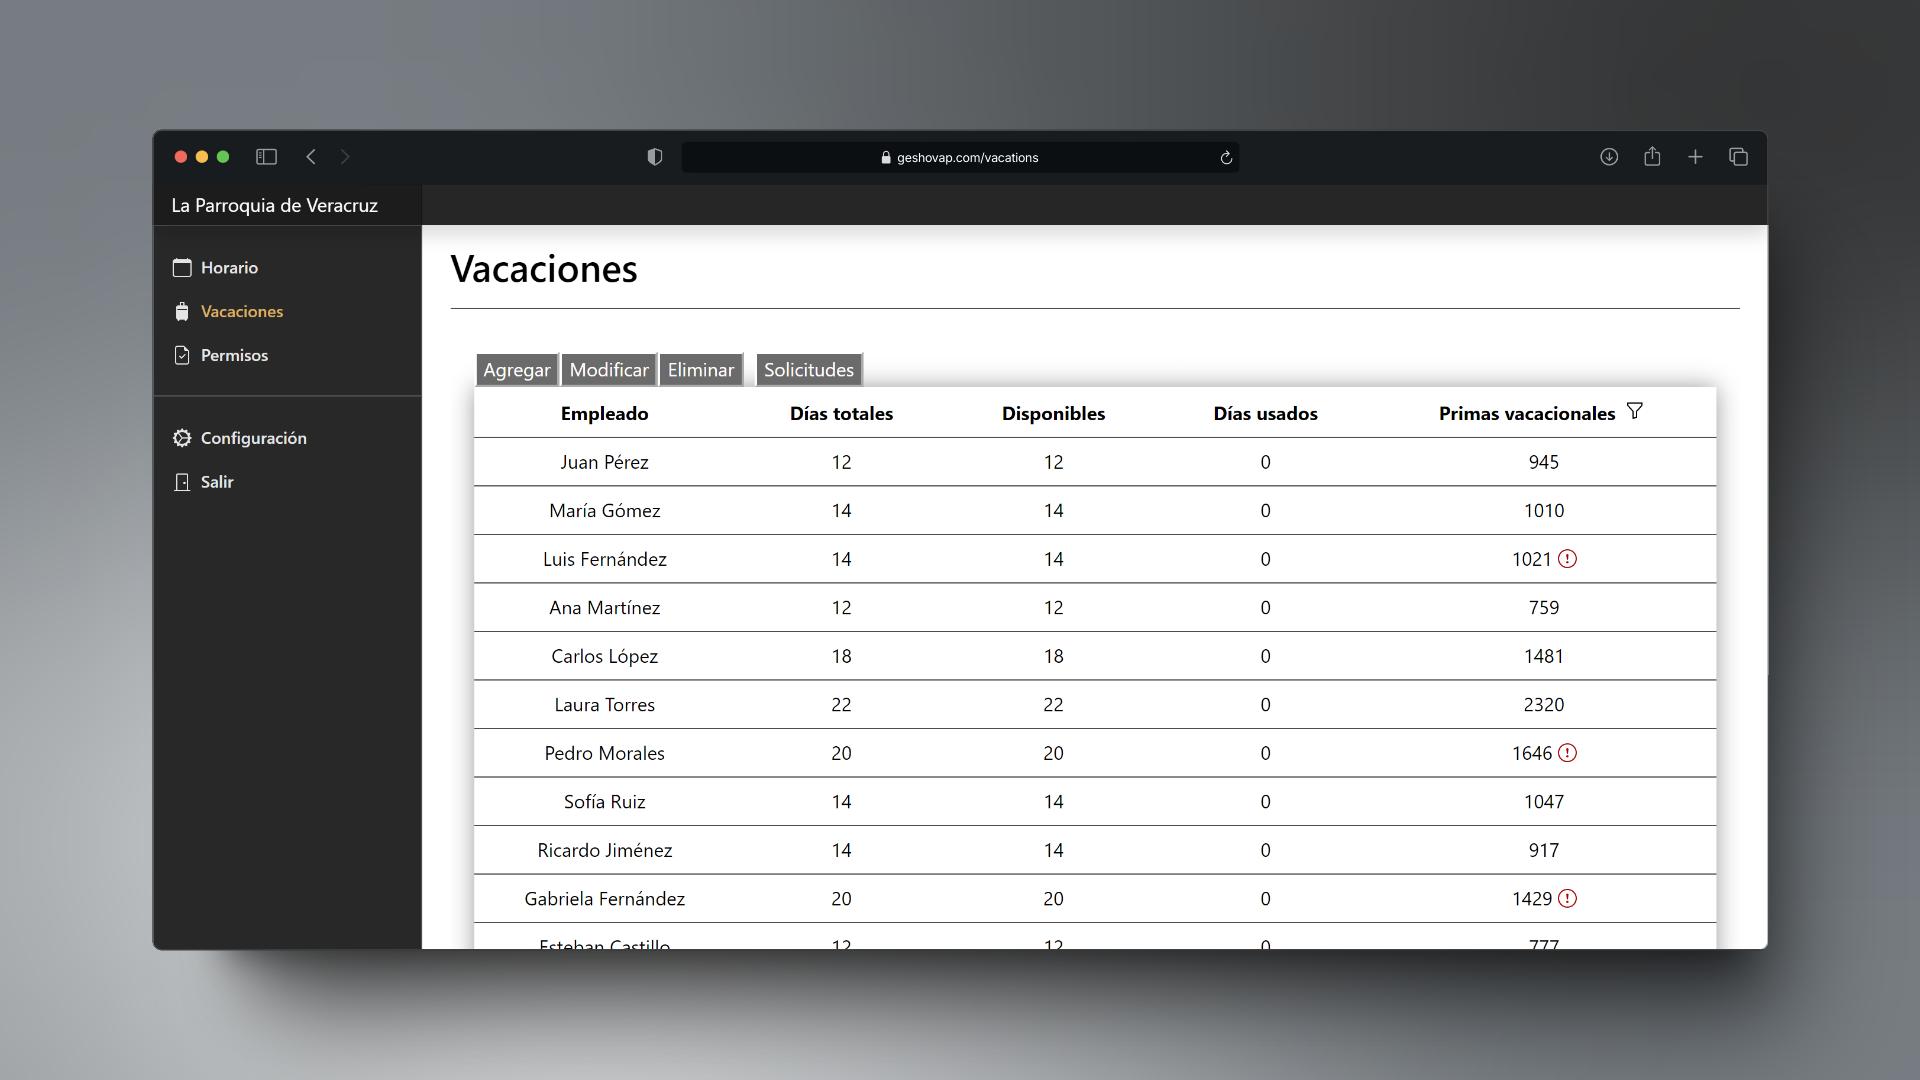 geshovap.com/vacations
La Parroquia de Veracruz
Horario
Vacaciones
Permisos
Configuración
Salir
Vacaciones
Agregar Modificar Eliminar Solicitudes
Empleado Días totales Disponibles Días usados Primas vacacionales
Juan Pérez 12 12 0 945
María Gómez 14 14 0 1010
Luis Fernández 14 14 0 1021
Ana Martínez 12 12 0 759
Carlos López 18 18 0 1481
Laura Torres 22 22 0 2320
Pedro Morales 20 20 0 1646
Sofía Ruiz 14 14 0 1047
Ricardo Jiménez 14 14 0 917
Gabriela Fernández 20 20 0 1429
Esteban Castillo 12 12 0 777